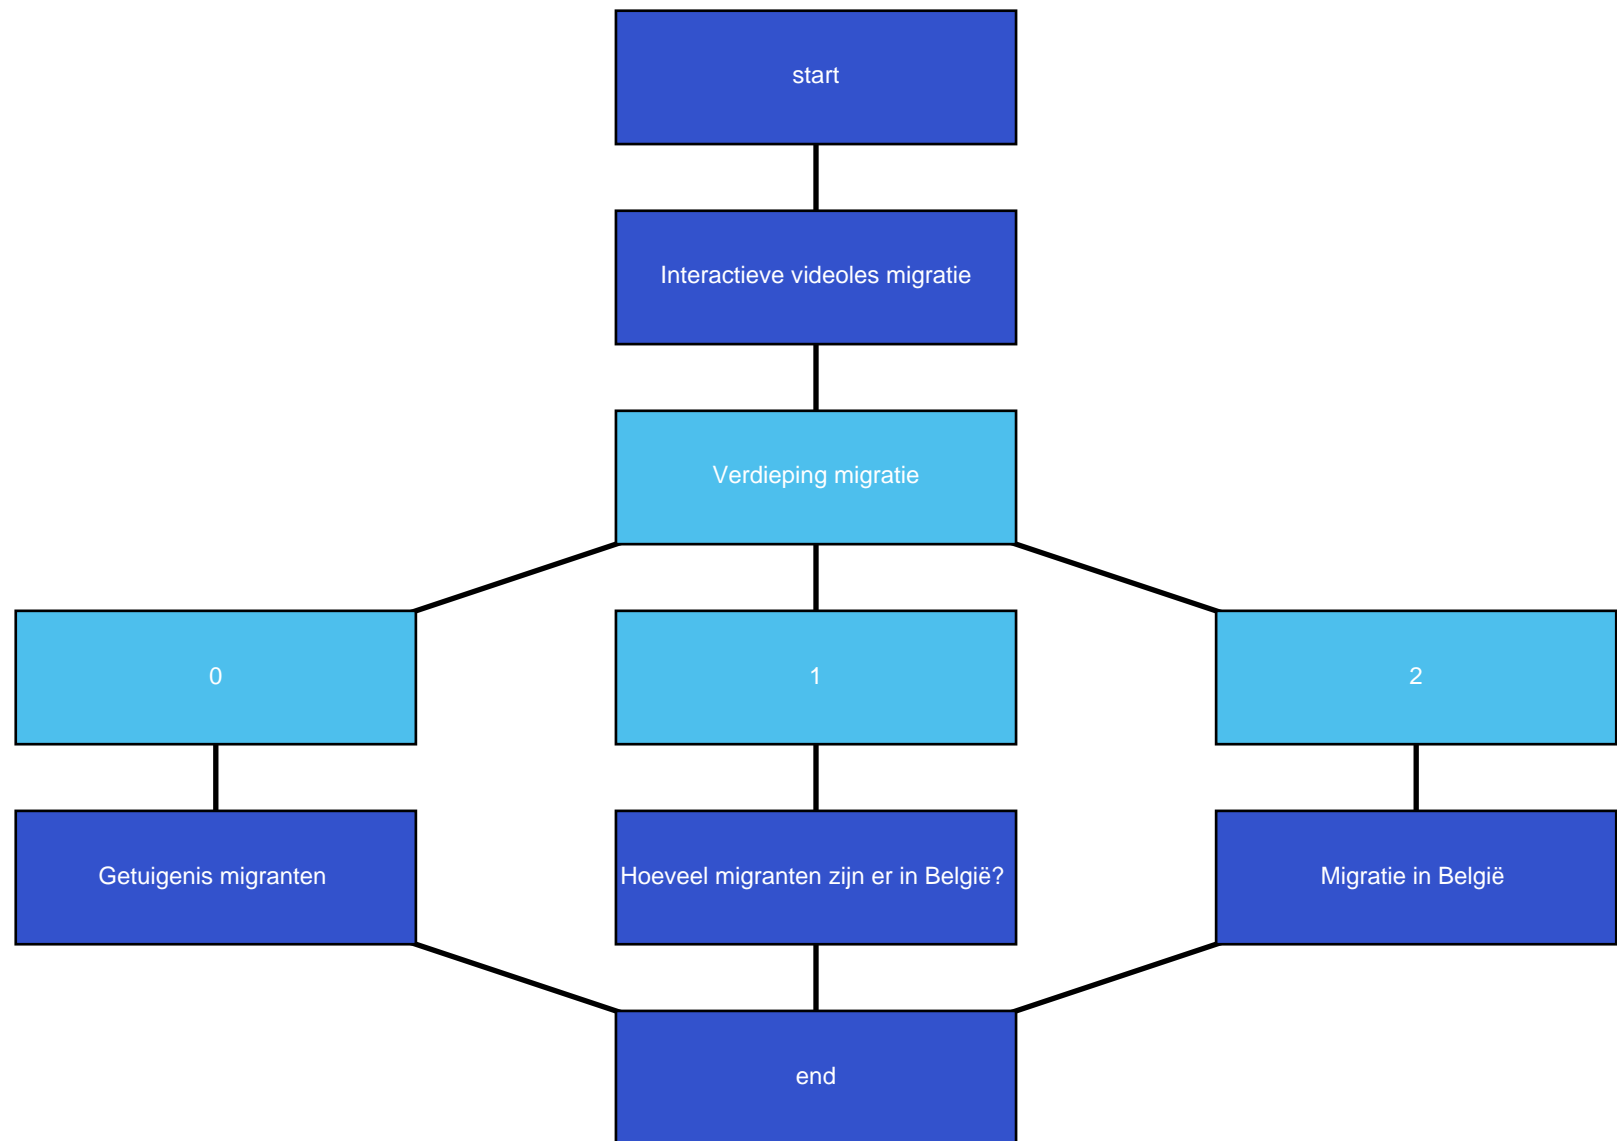 start
Interactieve videoles migratie
Verdieping migratie
0
1
2
Getuigenis migranten
Hoeveel migranten zijn er in België?
Migratie in België
end